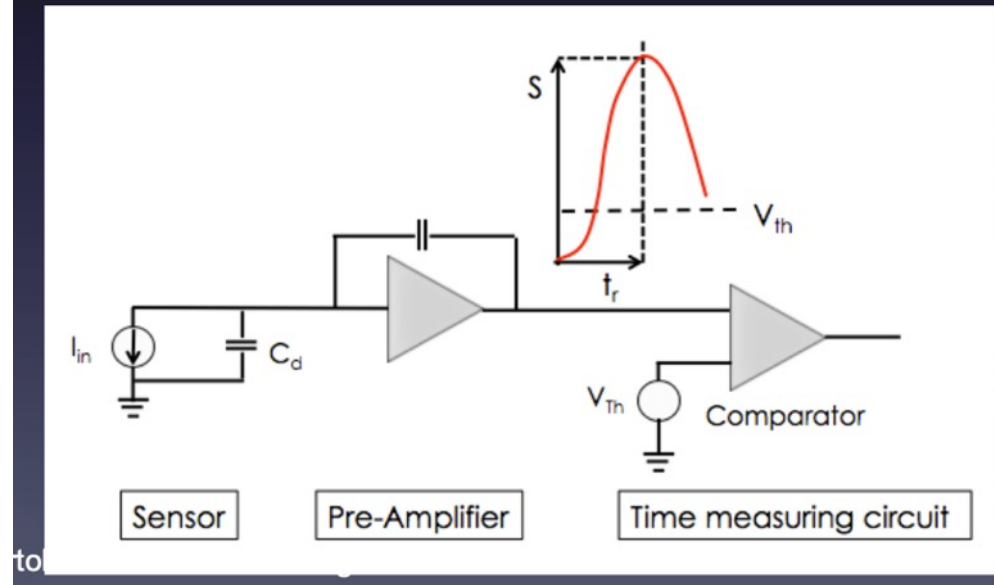 S
V th
t r
I in
C d
V Th
Comparator
Sensor
Pre-Amplifier
Time measuring circuit